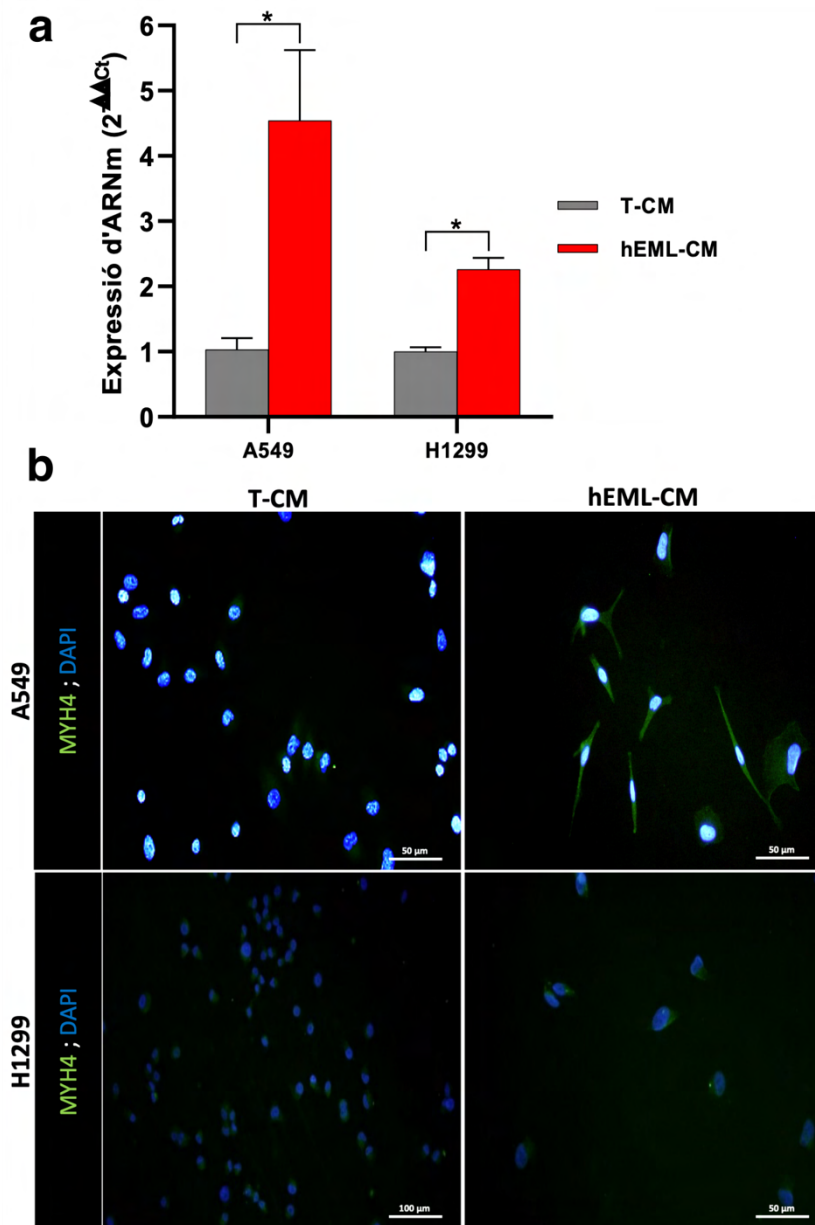 a
Expressió d'ARNm (2^-▲▲Ct)
6
5
4
3
2
1
0
*
*
T-CM
hEML-CM
A549
H1299
b
T-CM
hEML-CM
A549
MYH4 ; DAPI
50 µm
50 µm
H1299
MYH4 ; DAPI
100 µm
50 µm